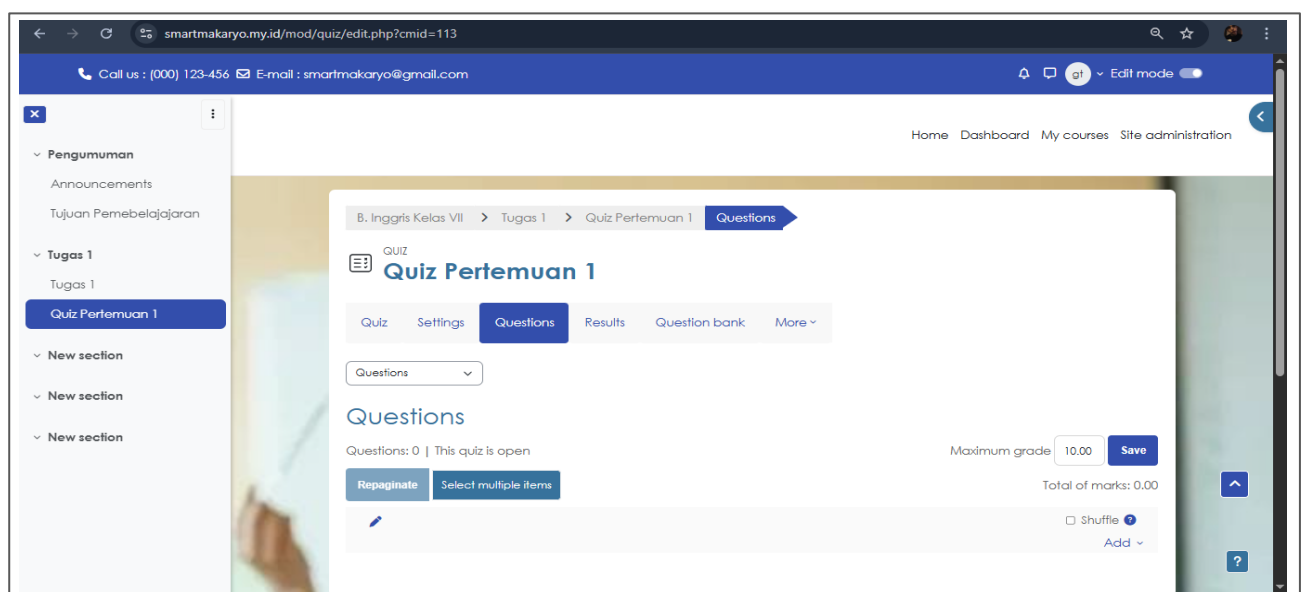 smartmakaryo.my.id/mod/quiz/edit.php?cmid=113
Call us : (000) 123-456 E-mail : smartmakaryo@gmail.com
gt Edit mode
Home Dashboard My courses Site administration
Pengumuman
Announcements
Tujuan Pemebelajajaran
Tugas 1
Tugas 1
Quiz Pertemuan 1
New section
New section
New section
B. Inggris Kelas VII Tugas 1 Quiz Pertemuan 1 Questions
QUIZ
Quiz Pertemuan 1
Quiz Settings Questions Results Question bank More
Questions
Questions
Questions: 0 | This quiz is open
Maximum grade 10.00 Save
Repaginate Select multiple items
Total of marks: 0.00
Shuffle ?
Add
?